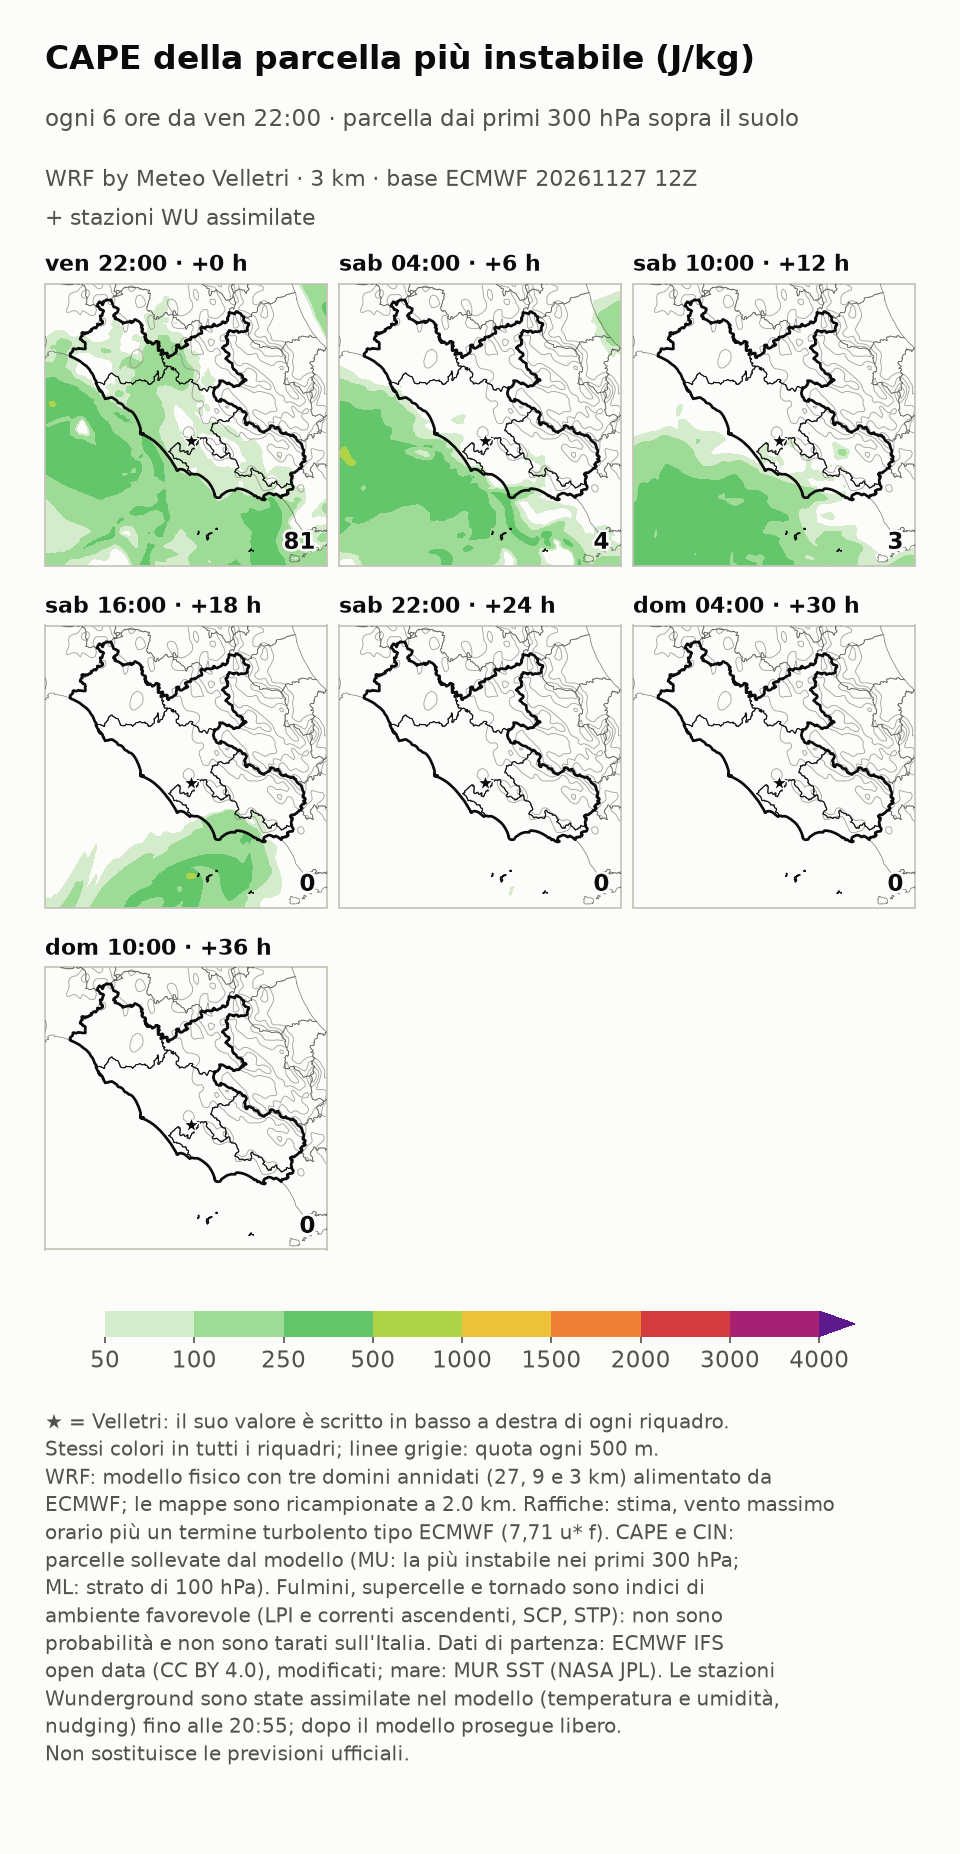 CAPE della parcella più instabile (J/kg)
ogni 6 ore da ven 22:00 · parcella dai primi 300 hPa sopra il suolo
WRF by Meteo Velletri · 3 km · base ECMWF 20261127 12Z
+ stazioni WU assimilate
ven 22:00 · +0 h
sab 04:00 · +6 h
sab 10:00 · +12 h
81
4
3
sab 16:00 · +18 h
sab 22:00 · +24 h
dom 04:00 · +30 h
0
0
0
dom 10:00 · +36 h
0
50 100 250 500 1000 1500 2000 3000 4000
★ = Velletri: il suo valore è scritto in basso a destra di ogni riquadro.
Stessi colori in tutti i riquadri; linee grigie: quota ogni 500 m.
WRF: modello fisico con tre domini annidati (27, 9 e 3 km) alimentato da
ECMWF; le mappe sono ricampionate a 2.0 km. Raffiche: stima, vento massimo
orario più un termine turbolento tipo ECMWF (7,71 u* f). CAPE e CIN:
parcelle sollevate dal modello (MU: la più instabile nei primi 300 hPa;
ML: strato di 100 hPa). Fulmini, supercelle e tornado sono indici di
ambiente favorevole (LPI e correnti ascendenti, SCP, STP): non sono
probabilità e non sono tarati sull'Italia. Dati di partenza: ECMWF IFS
open data (CC BY 4.0), modificati; mare: MUR SST (NASA JPL). Le stazioni
Wunderground sono state assimilate nel modello (temperatura e umidità,
nudging) fino alle 20:55; dopo il modello prosegue libero.
Non sostituisce le previsioni ufficiali.